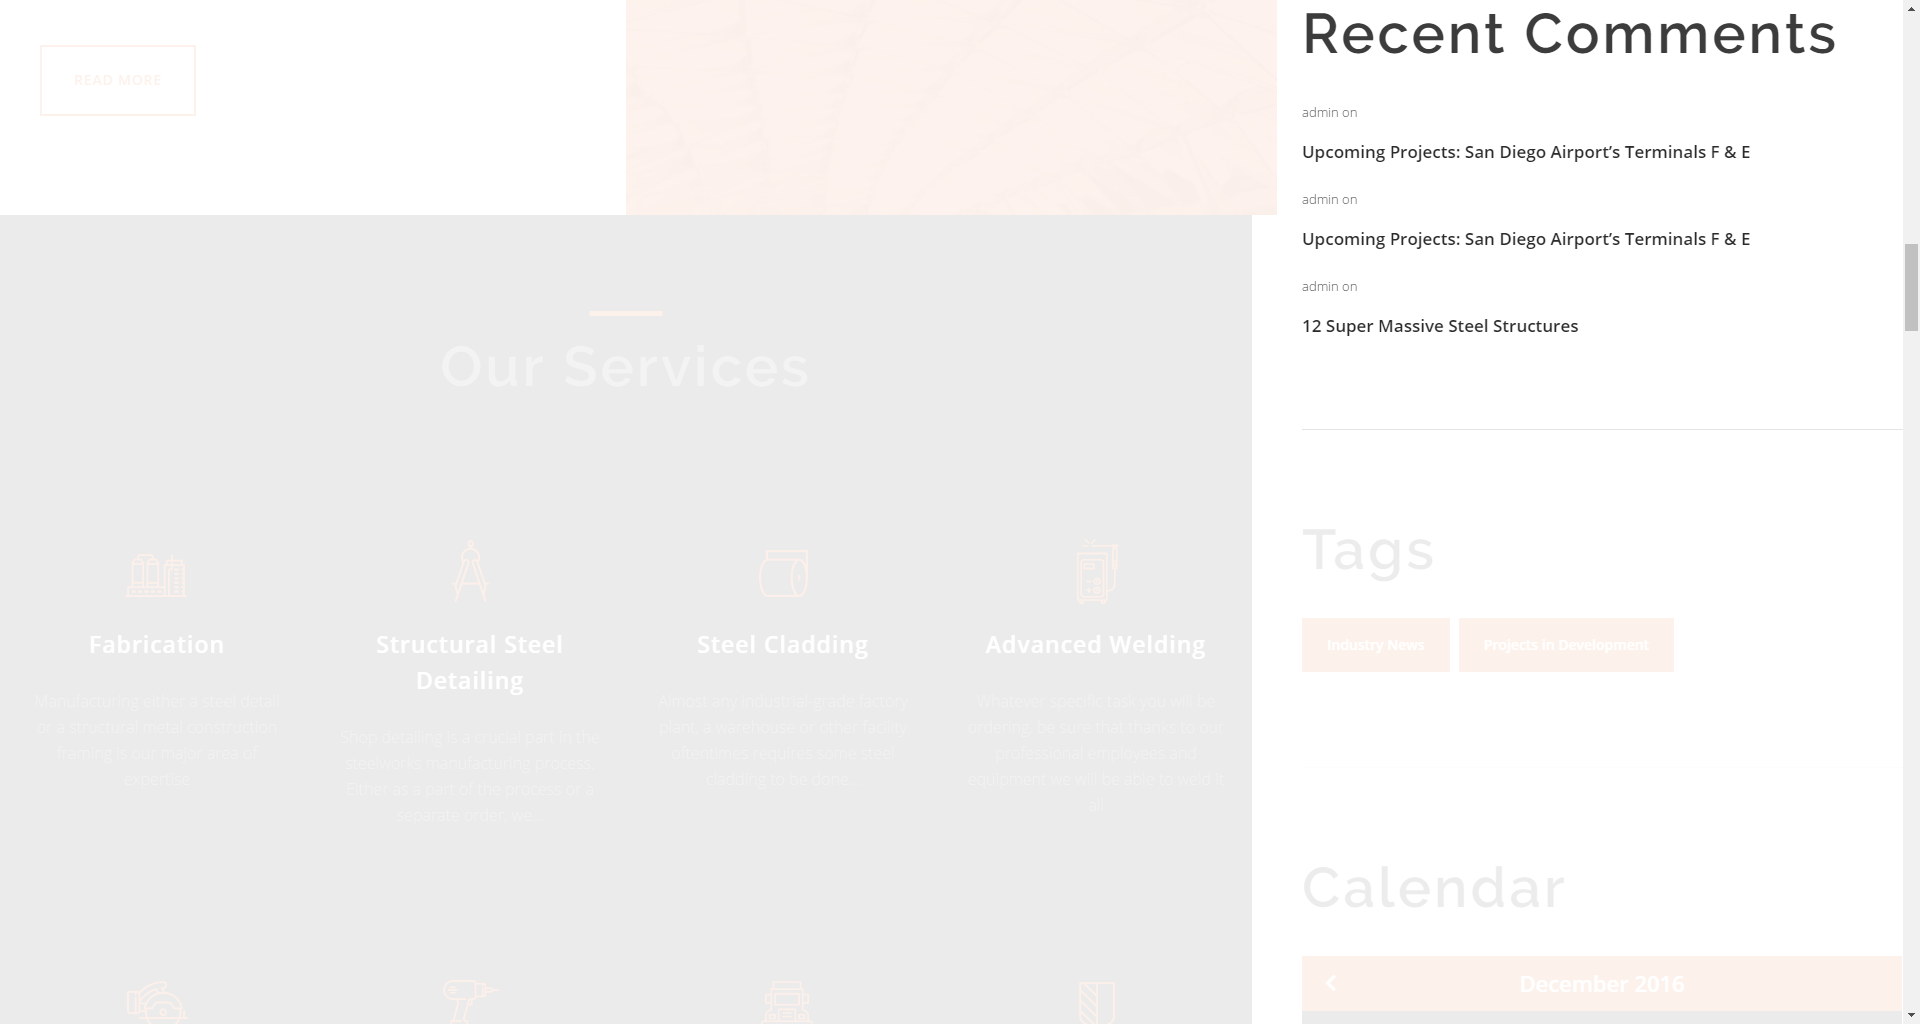 READ MORE
Our Services
Fabrication
Manufacturing either a steel detail
or a structural metal construction
framing is our major area of
expertise.
Structural Steel
Detailing
Shop detailing is a crucial part in the
steelworks manufacturing process.
Either as a part of the process or a
separate order, we...
Steel Cladding
Almost any industrial-grade factory
plant, a warehouse or other facility
oftentimes requires some steel
cladding to be done...
Advanced Welding
Whatever specific task you will be
ordering, be sure that thanks to our
professional employees and
equipment we will be able to wald it
all
Recent Comments
admin on
Upcoming Projects: San Diego Airport’s Terminals F & E
admin on
Upcoming Projects: San Diego Airport’s Terminals F & E
admin on
12 Super Massive Steel Structures
Tags
Industry News
Projects in Development
Calendar
December 2016